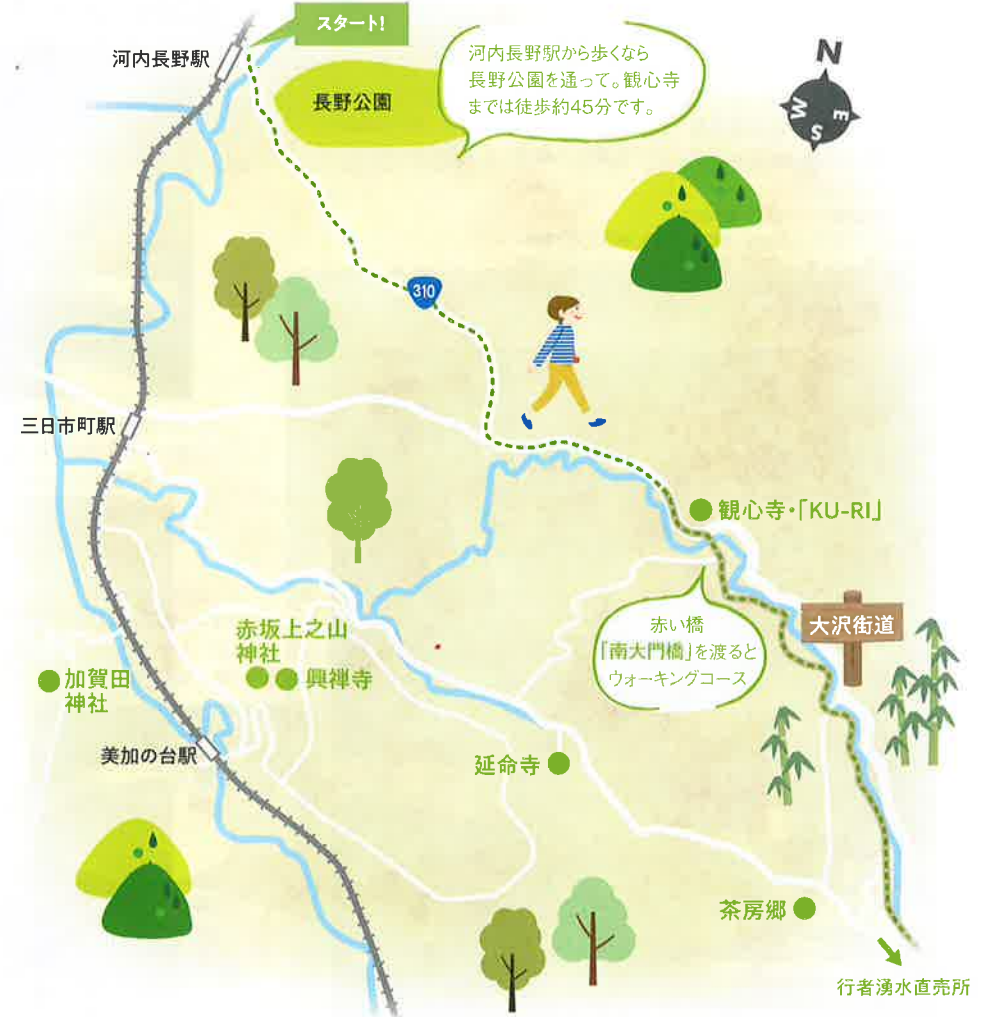 スタート!
河内長野駅
長野公園
河内長野駅から歩くなら
長野公園を通って。観心寺
までは徒歩約45分です。
N
W
E
S
310
三日市町駅
観心寺・「KU-RI」
赤い橋
「南大門橋」を渡ると
ウォーキングコース
大沢街道
赤坂上之山
神社
興禅寺
加賀田
神社
美加の台駅
延命寺
茶房郷
行者湧水直売所